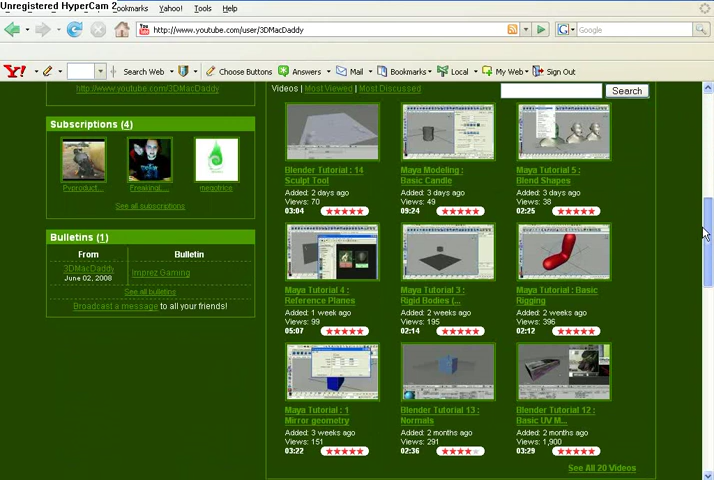 Unregistered HyperCam 2
ookmarks Yahoo! Tools Help
http://www.youtube.com/user/3DMacDaddy
Google
Y! Search Web Choose Buttons Answers Mail Bookmarks Local My Web Sign Out
http://www.youtube.com/3DMacDaddy
Videos | Most Viewed | Most Discussed
Search
Subscriptions (4)
Pvproduct...
FreakingL...
megotrice
See all subscriptions
Bulletins (1)
From Bulletin
3DMacDaddy
June 02, 2008
Imprez Gaming
See all bulletins
Broadcast a message to all your friends!
Blender Tutorial : 14
Sculpt Tool
Added: 2 days ago
Views: 70
03:04
Maya Modeling :
Basic Candle
Added: 3 days ago
Views: 49
09:24
Maya Tutorial 5 :
Blend Shapes
Added: 3 days ago
Views: 38
02:25
Maya Tutorial 4 :
Reference Planes
Added: 1 week ago
Views: 99
05:07
Maya Tutorial 3 :
Rigid Bodies (...
Added: 2 weeks ago
Views: 195
02:14
Maya Tutorial : Basic
Rigging
Added: 2 weeks ago
Views: 396
02:12
Maya Tutorial : 1
Mirror geometry
Added: 3 weeks ago
Views: 151
03:22
Blender Tutorial 13 :
Normals
Added: 2 months ago
Views: 291
02:36
Blender Tutorial 12 :
Basic UV M...
Added: 2 months ago
Views: 1,900
03:29
See All 20 Videos